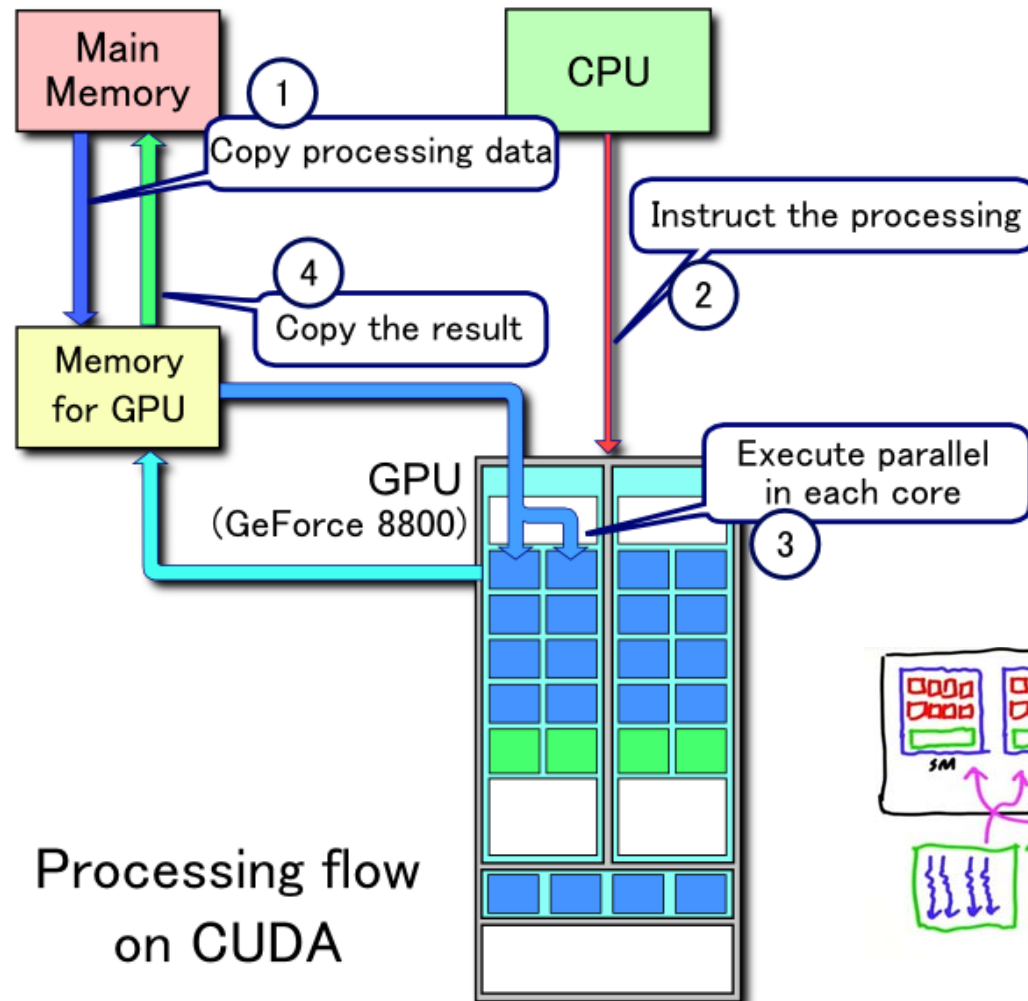 Main
Memory
CPU
1
Copy processing data
Instruct the processing
2
4
Copy the result
Memory
for GPU
GPU
(GeForce 8800)
Execute parallel
in each core
3
SM
Processing flow
on CUDA